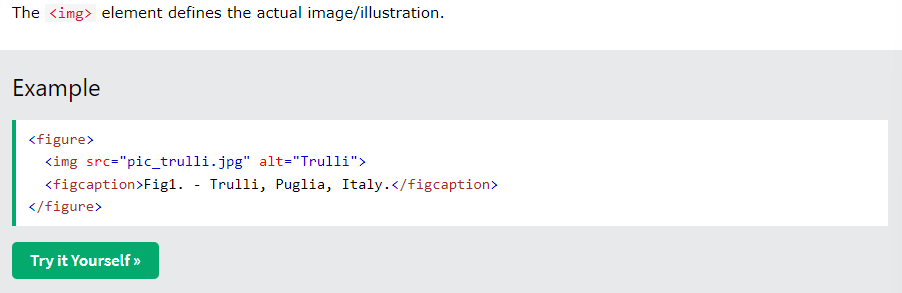 The <img> element defines the actual image/illustration.
Example
<figure>
  <img src="pic_trulli.jpg" alt="Trulli">
  <figcaption>Fig1. - Trulli, Puglia, Italy.</figcaption>
</figure>
Try it Yourself »